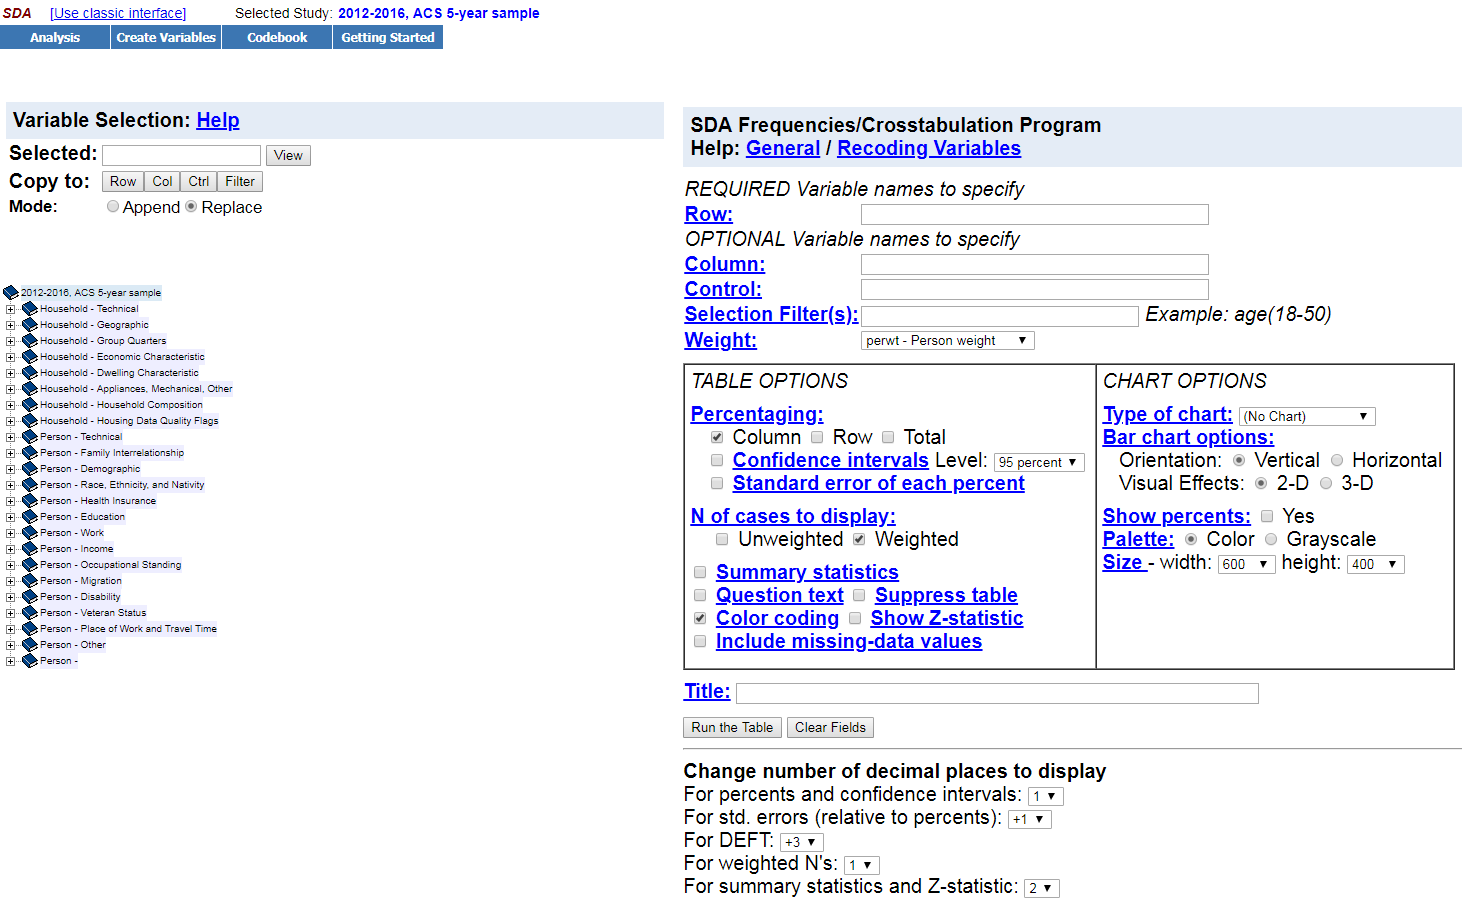 SDA [Use classic interface] Selected Study: 2012-2016, ACS 5-year sample
Analysis Create Variables Codebook Getting Started
Variable Selection: Help
Selected: View
Copy to: Row Col Ctrl Filter
Mode: Append Replace
2012-2016, ACS 5-year sample
Household - Technical
Household - Geographic
Household - Group Quarters
Household - Economic Characteristic
Household - Dwelling Characteristic
Household - Appliances, Mechanical, Other
Household - Household Composition
Household - Housing Data Quality Flags
Person - Technical
Person - Family Interrelationship
Person - Demographic
Person - Race, Ethnicity, and Nativity
Person - Health Insurance
Person - Education
Person - Work
Person - Income
Person - Occupational Standing
Person - Migration
Person - Disability
Person - Veteran Status
Person - Place of Work and Travel Time
Person - Other
Person -
SDA Frequencies/Crosstabulation Program
Help: General / Recoding Variables
REQUIRED Variable names to specify
Row:
OPTIONAL Variable names to specify
Column:
Control:
Selection Filter(s): Example: age(18-50)
Weight: perwt - Person weight
TABLE OPTIONS
Percentaging:
Column Row Total
Confidence intervals Level: 95 percent
Standard error of each percent
N of cases to display:
Unweighted Weighted
Summary statistics
Question text Suppress table
Color coding Show Z-statistic
Include missing-data values
CHART OPTIONS
Type of chart: (No Chart)
Bar chart options:
Orientation: Vertical Horizontal
Visual Effects: 2-D 3-D
Show percents: Yes
Palette: Color Grayscale
Size - width: 600 height: 400
Title:
Run the Table Clear Fields
Change number of decimal places to display
For percents and confidence intervals: 1
For std. errors (relative to percents): +1
For DEFT: +3
For weighted N's: 1
For summary statistics and Z-statistic: 2